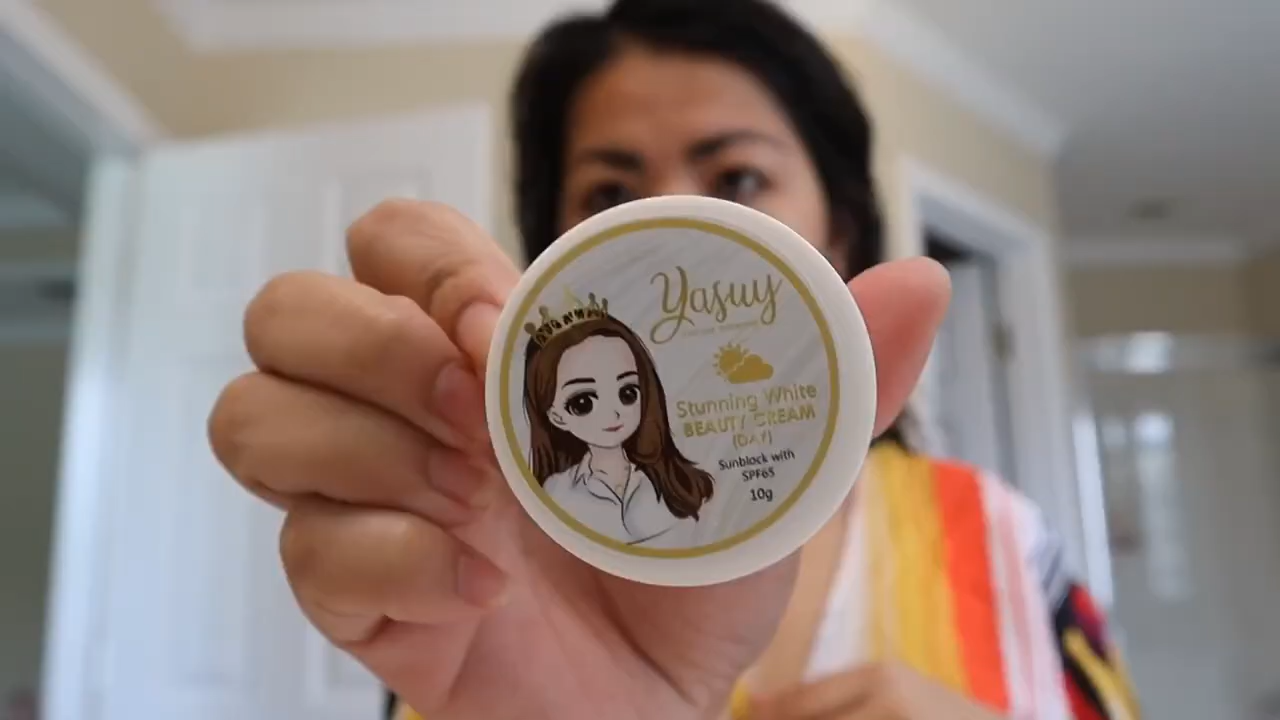 Yasuy
Stunning White
BEAUTY CREAM
(DAY)
Sunblock with
SPF65
10g